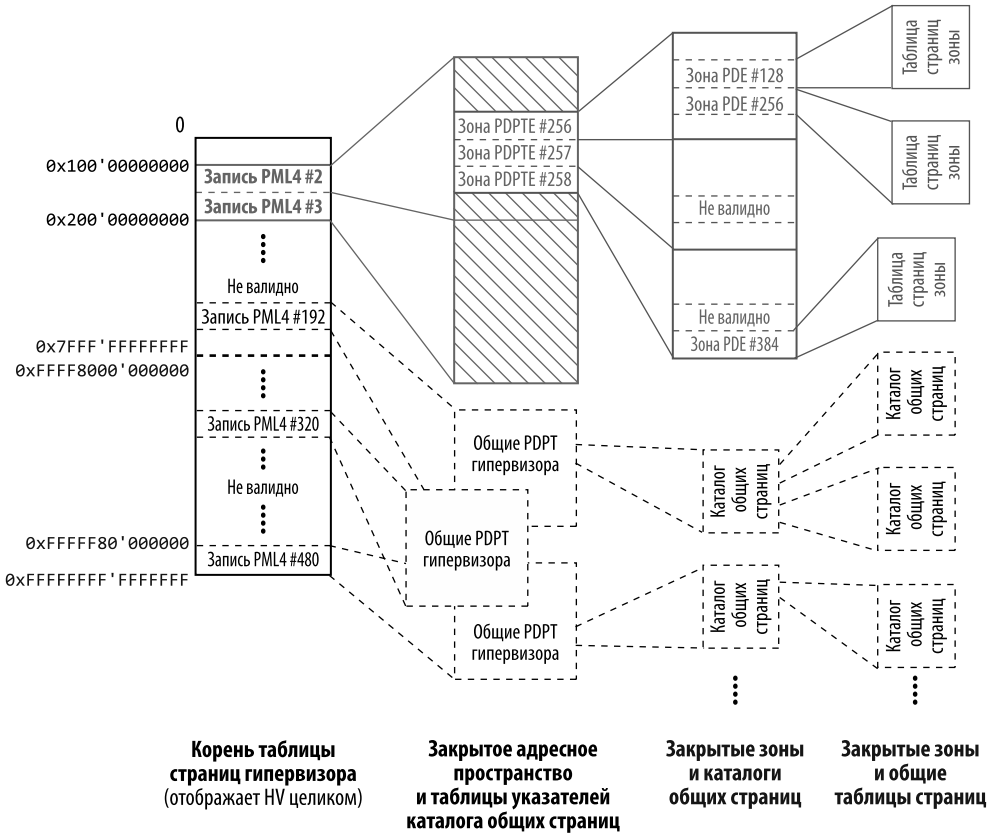 0
0x100'00000000
Запись PML4 #2
Запись PML4 #3
0x200'00000000
Не валидно
Запись PML4 #192
0x7FFF'FFFFFFFF
0xFFFF8000'000000
Запись PML4 #320
Не валидно
0xFFFFF80'000000
Запись PML4 #480
0xFFFFFFFF'FFFFFFF
Зона PDPTE #256
Зона PDPTE #257
Зона PDPTE #258
Общие PDPT
гипервизора
Общие PDPT
гипервизора
Общие PDPT
гипервизора
Зона PDE #128
Зона PDE #256
Не валидно
Не валидно
Зона PDE #384
Каталог
общих
страниц
Каталог
общих
страниц
Таблица
страниц
зоны
Таблица
страниц
зоны
Таблица
страниц
зоны
Каталог
общих
страниц
Каталог
общих
страниц
Каталог
общих
страниц
Корень таблицы
страниц гипервизора
(отображает HV целиком)
Закрытое адресное
пространство
и таблицы указателей
каталога общих страниц
Закрытые зоны
и каталоги
общих страниц
Закрытые зоны
и общие
таблицы страниц